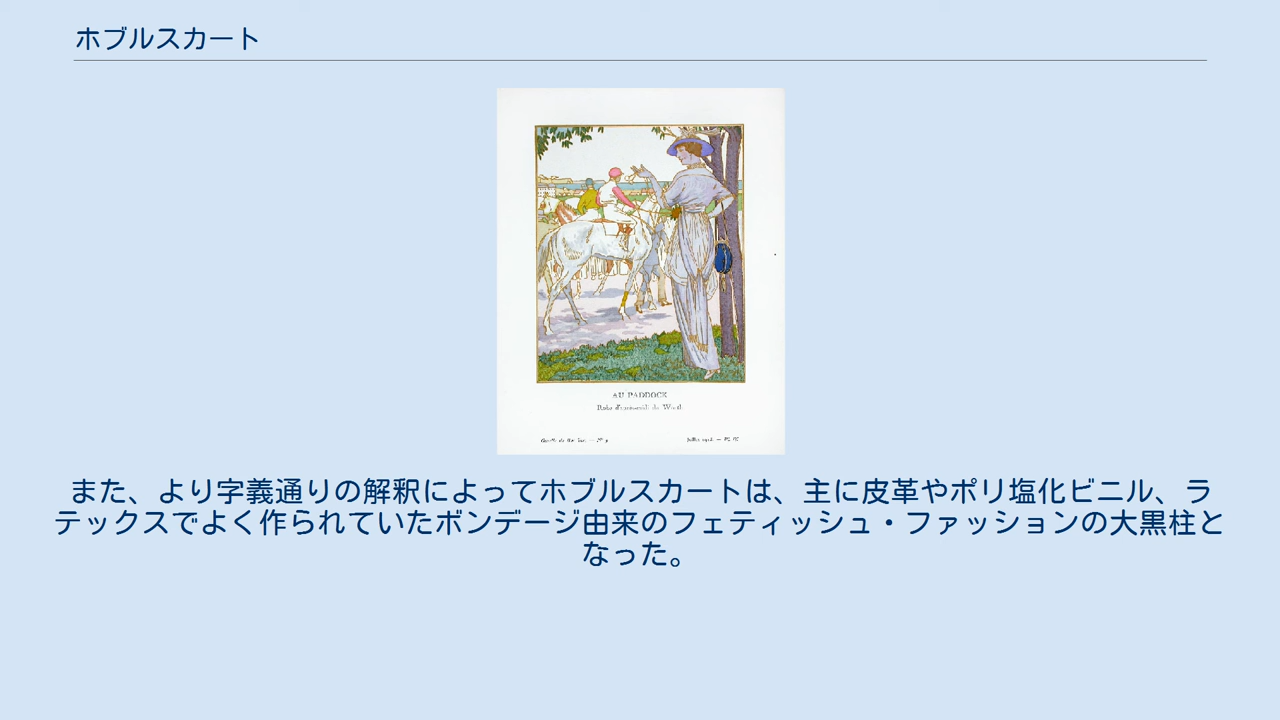 ホブルスカート
AU PADDOCK
また、より字義通りの解釈によってホブルスカートは、主に皮革やポリ塩化ビニル、ラ
テックスでよく作られていたボンデージ由来のフェティッシュ・ファッションの大黒柱と
なった。